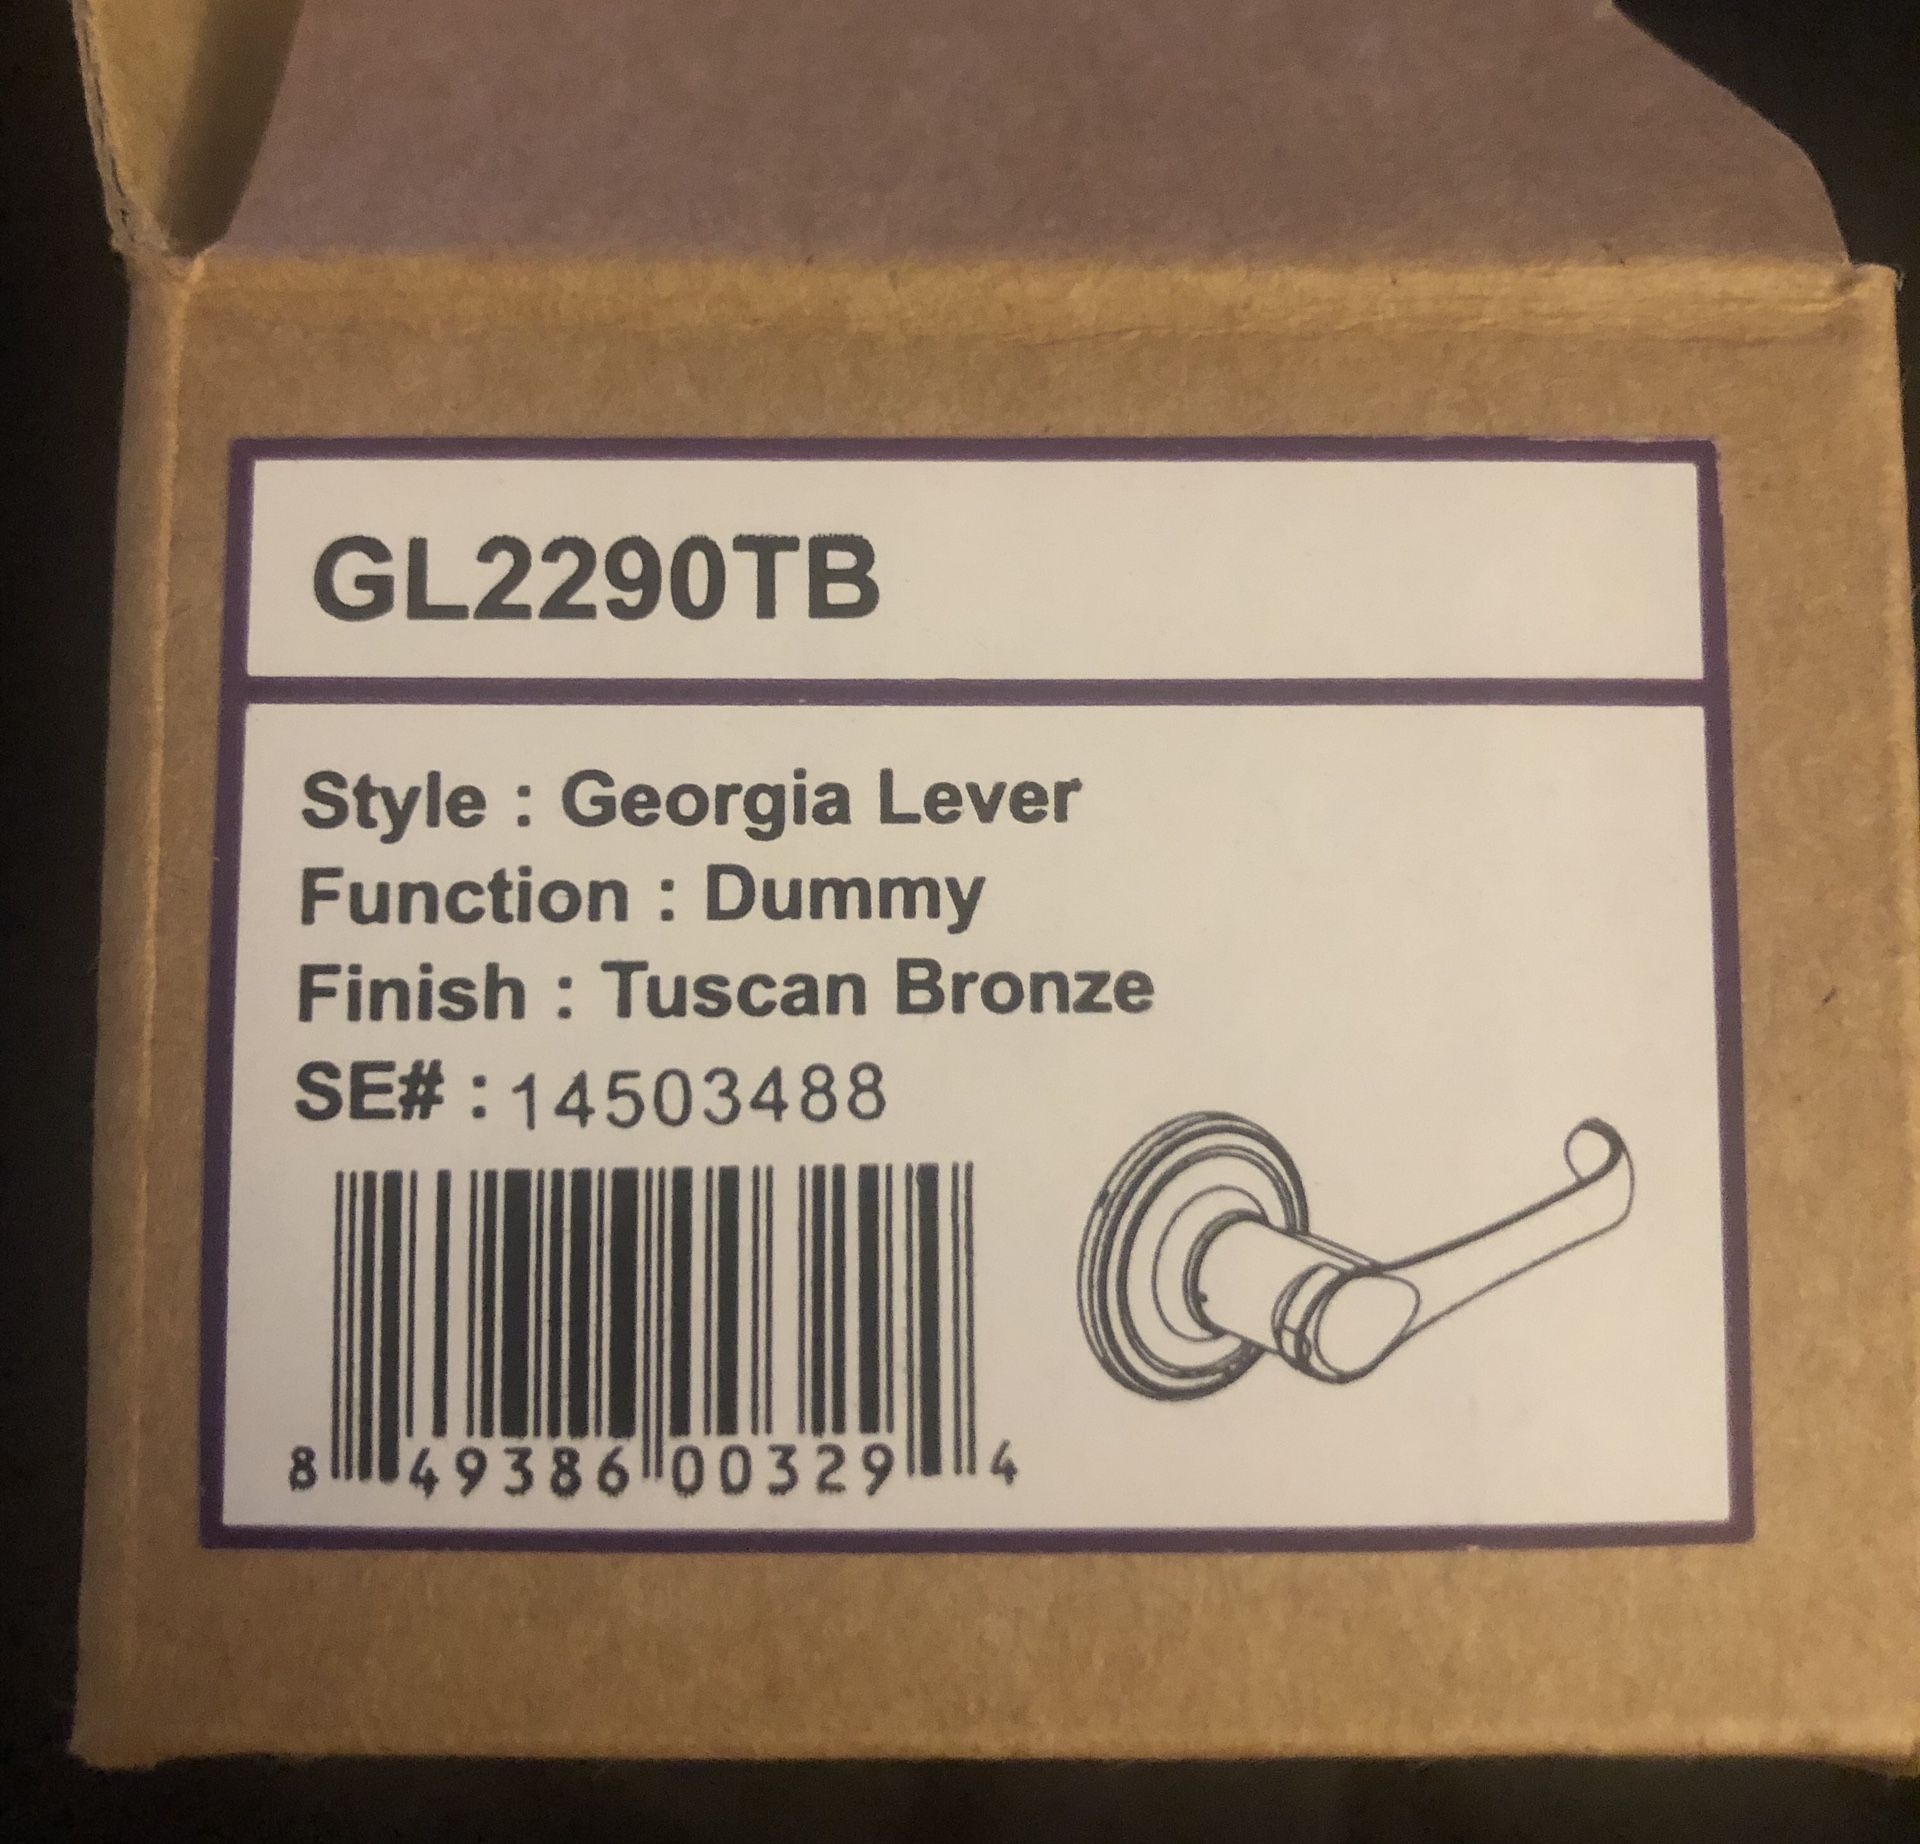 GL2290TB
Style : Georgia Lever
Function : Dummy
Finish : Tuscan Bronze
SE# : 14503488
8 49386 00329 4